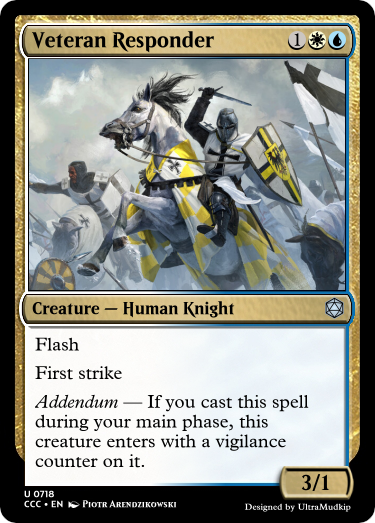 Veteran Responder 1
Creature — Human Knight
Flash
First strike
Addendum — If you cast this spell
during your main phase, this
creature enters with a vigilance
counter on it.
3/1
U 0718
CCC • EN Piotr Arendzikowski
Designed by UltraMudkip